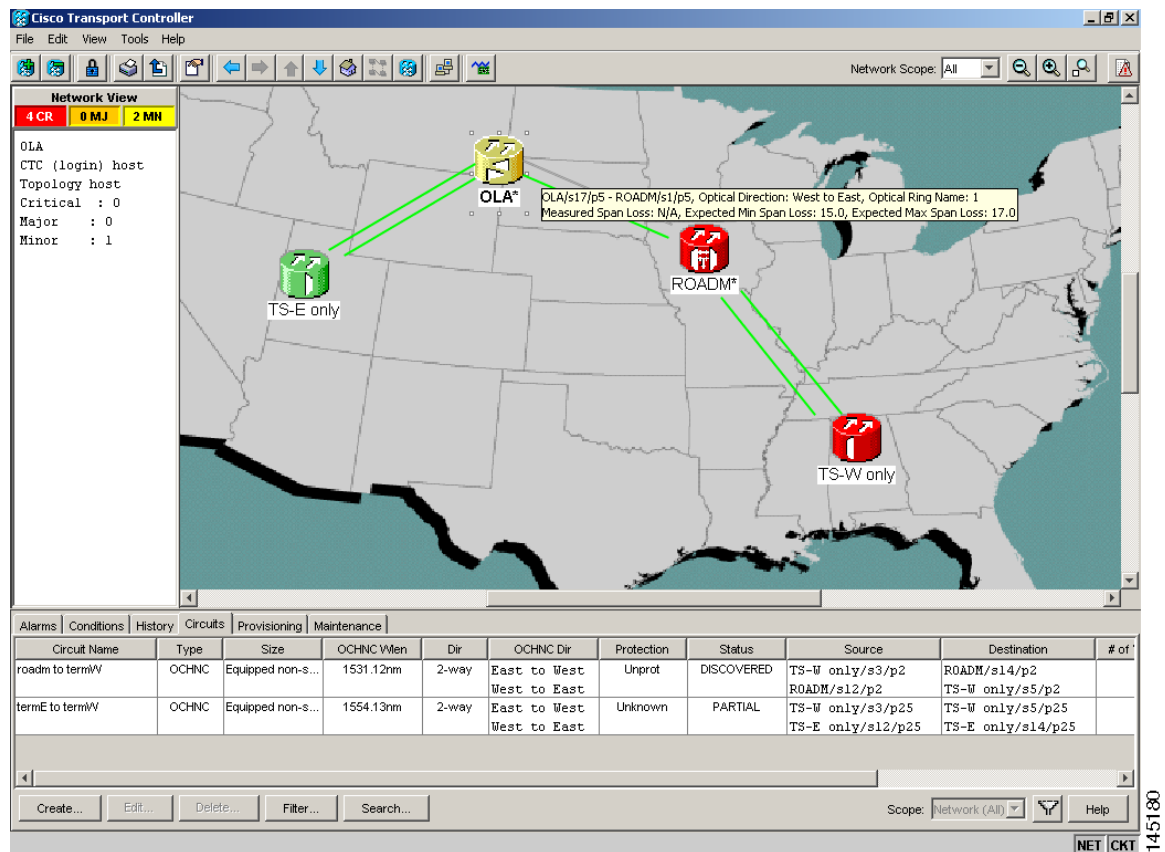 Cisco Transport Controller
File Edit View Tools Help
Network Scope: All
Network View
4 CR 0 MJ 2 MN
OLA
CTC (login) host
Topology host
Critical : 0
Major : 0
Minor : 1
OLA*
OLA/s17/p5 - ROADM/s1/p5, Optical Direction: West to East, Optical Ring Name: 1
Measured Span Loss: N/A, Expected Min Span Loss: 15.0, Expected Max Span Loss: 17.0
ROADM*
TS-E only
TS-W only
Alarms Conditions History Circuits Provisioning Maintenance
Circuit Name Type Size OCHNC Wlen Dir OCHNC Dir Protection Status Source Destination # of
roadm to termW OCHNC Equipped non-s... 1531.12nm 2-way East to West Unprot DISCOVERED TS-W only/s3/p2 ROADM/s14/p2
West to East ROADM/s12/p2 TS-W only/s5/p2
termE to termW OCHNC Equipped non-s... 1554.13nm 2-way East to West Unknown PARTIAL TS-W only/s3/p25 TS-W only/s5/p25
West to East TS-E only/s12/p25 TS-E only/s14/p25
Create... Edit... Delete... Filter... Search... Scope: Network (All) Help
NET CKT
145180